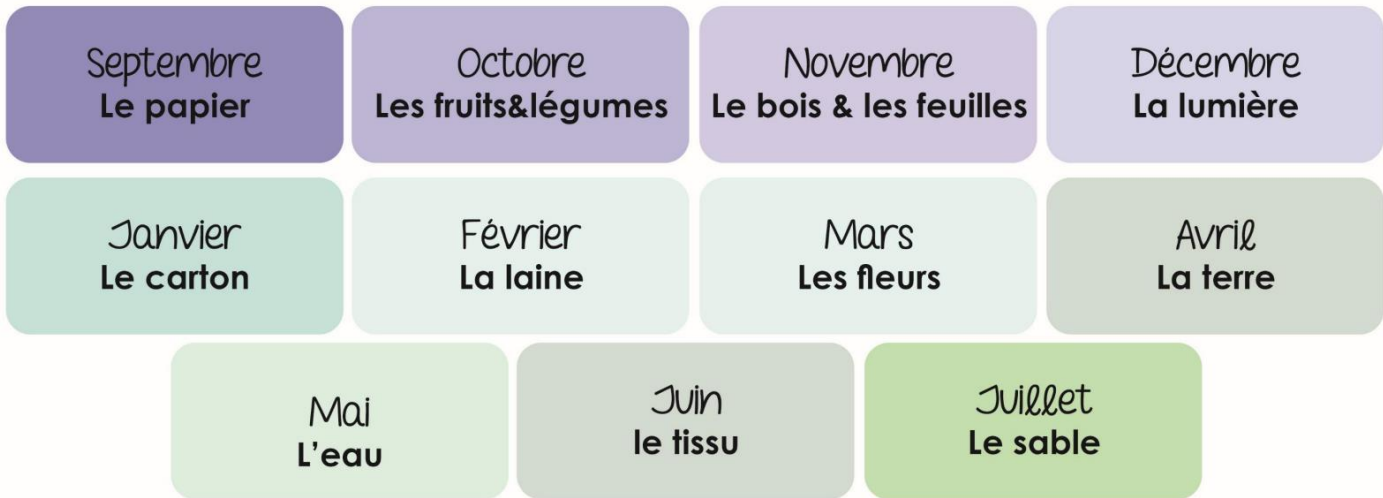 Septembre
Le papier
Octobre
Les fruits&légumes
Novembre
Le bois & les feuilles
Décembre
La lumière
Janvier
Le carton
Février
La laine
Mars
Les fleurs
Avril
La terre
Mai
L'eau
Juin
le tissu
Juillet
Le sable